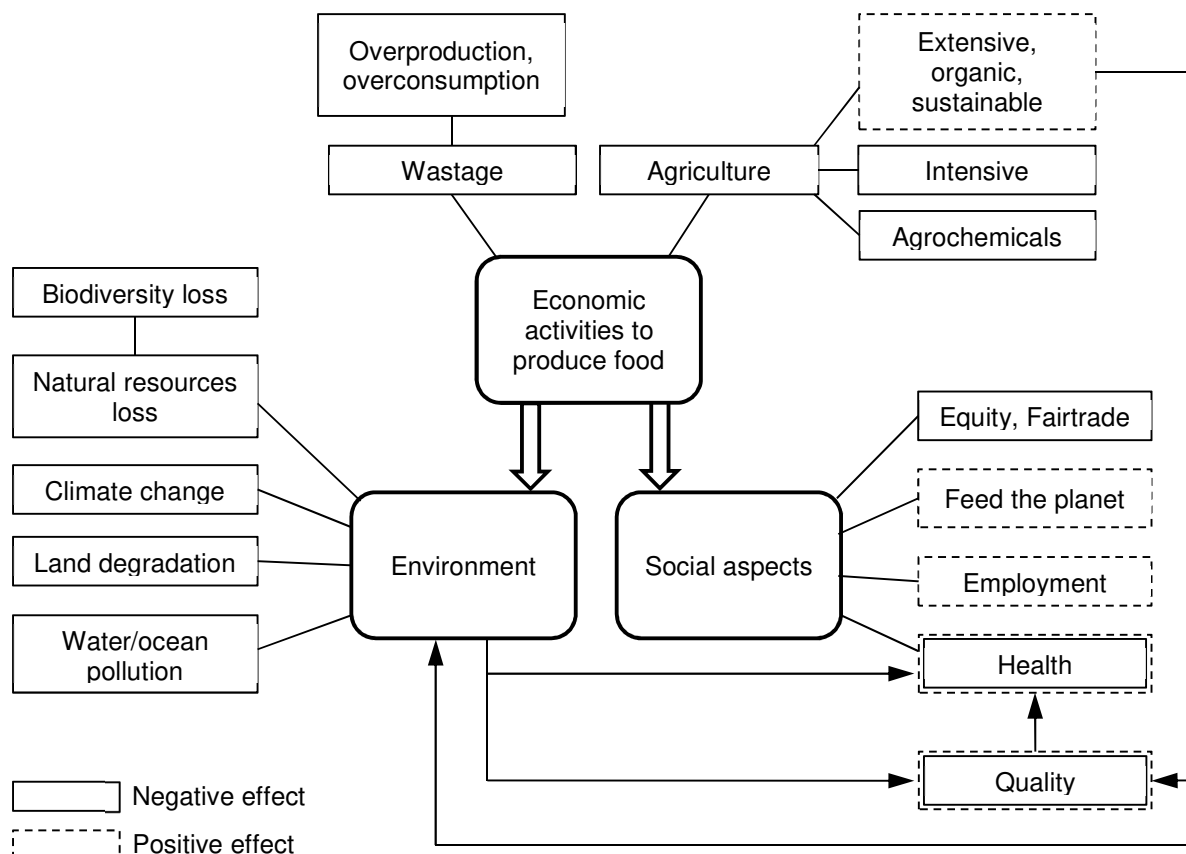 Overproduction,
overconsumption
Extensive,
organic,
sustainable
Wastage
Agriculture
Intensive
Agrochemicals
Biodiversity loss
Economic
activities to
produce food
Natural resources
loss
Equity, Fairtrade
Climate change
Feed the planet
Land degradation
Environment
Social aspects
Employment
Water/ocean
pollution
Health
Quality
Negative effect
Positive effect